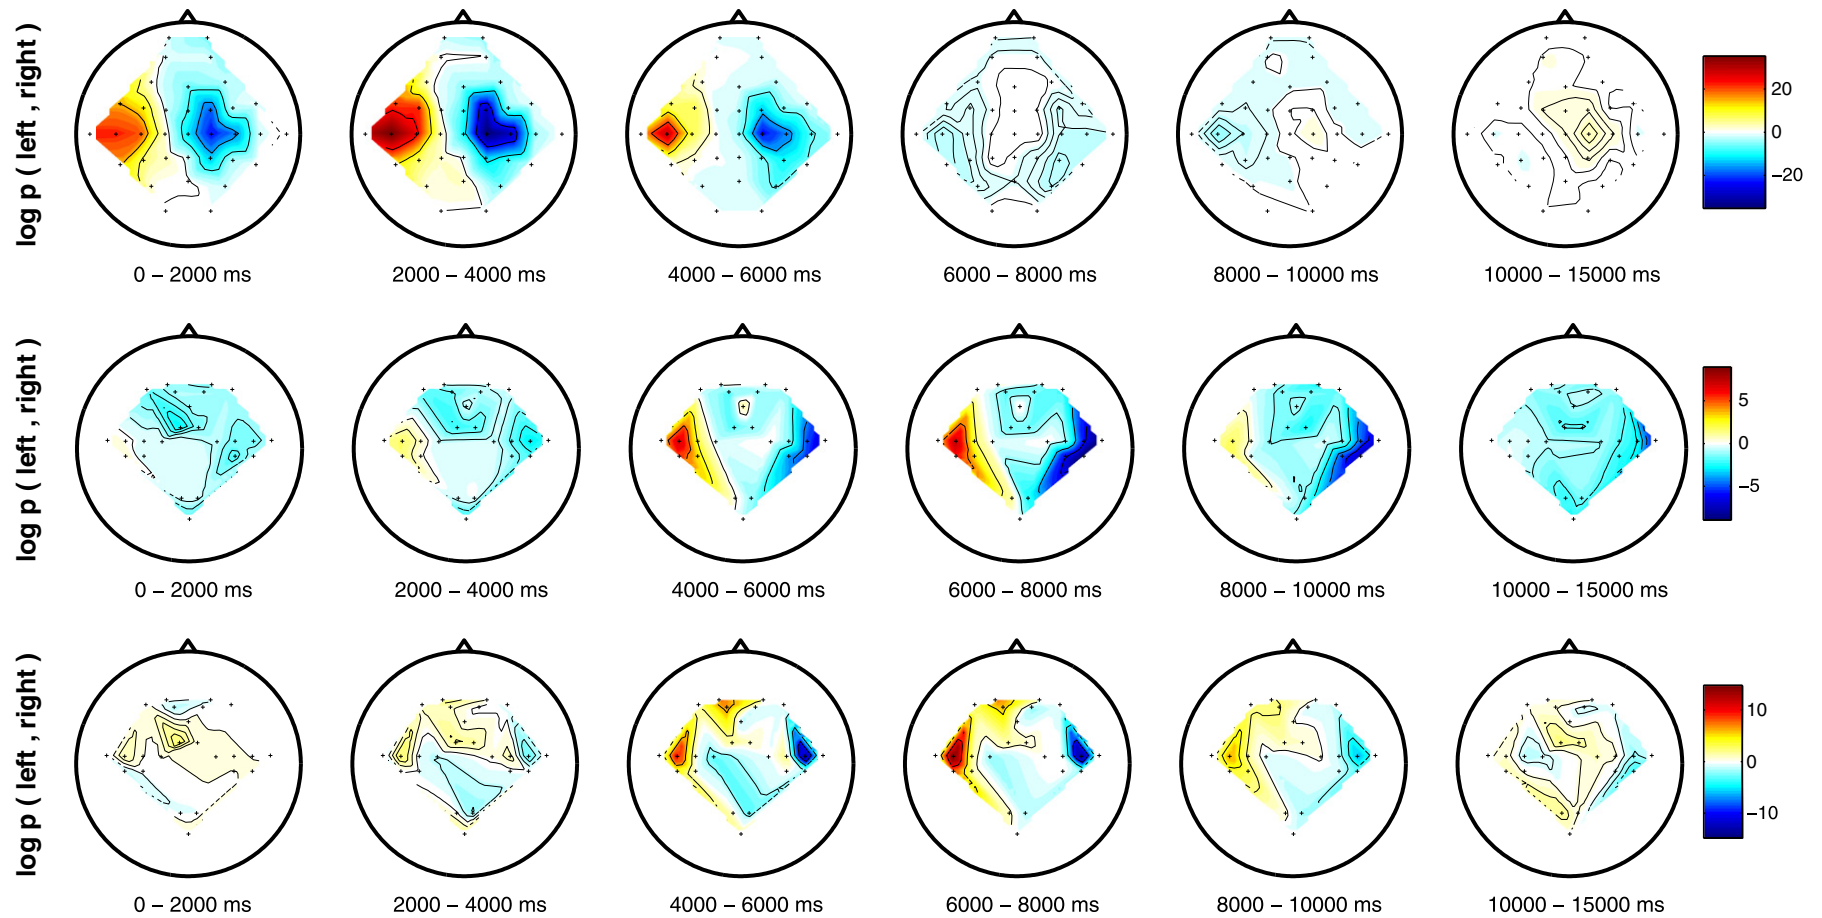 log p ( left , right )
20
0
−20
0 − 2000 ms
2000 − 4000 ms
4000 − 6000 ms
6000 − 8000 ms
8000 − 10000 ms
10000 − 15000 ms
log p ( left , right )
5
0
−5
0 − 2000 ms
2000 − 4000 ms
4000 − 6000 ms
6000 − 8000 ms
8000 − 10000 ms
10000 − 15000 ms
log p ( left , right )
10
0
−10
0 − 2000 ms
2000 − 4000 ms
4000 − 6000 ms
6000 − 8000 ms
8000 − 10000 ms
10000 − 15000 ms